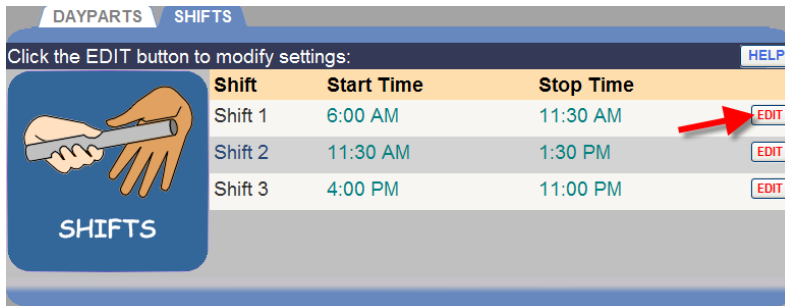 DAYPARTS SHIFTS
Click the EDIT button to modify settings: HELP
Shift Start Time Stop Time
Shift 1 6:00 AM 11:30 AM EDIT
Shift 2 11:30 AM 1:30 PM EDIT
Shift 3 4:00 PM 11:00 PM EDIT
SHIFTS